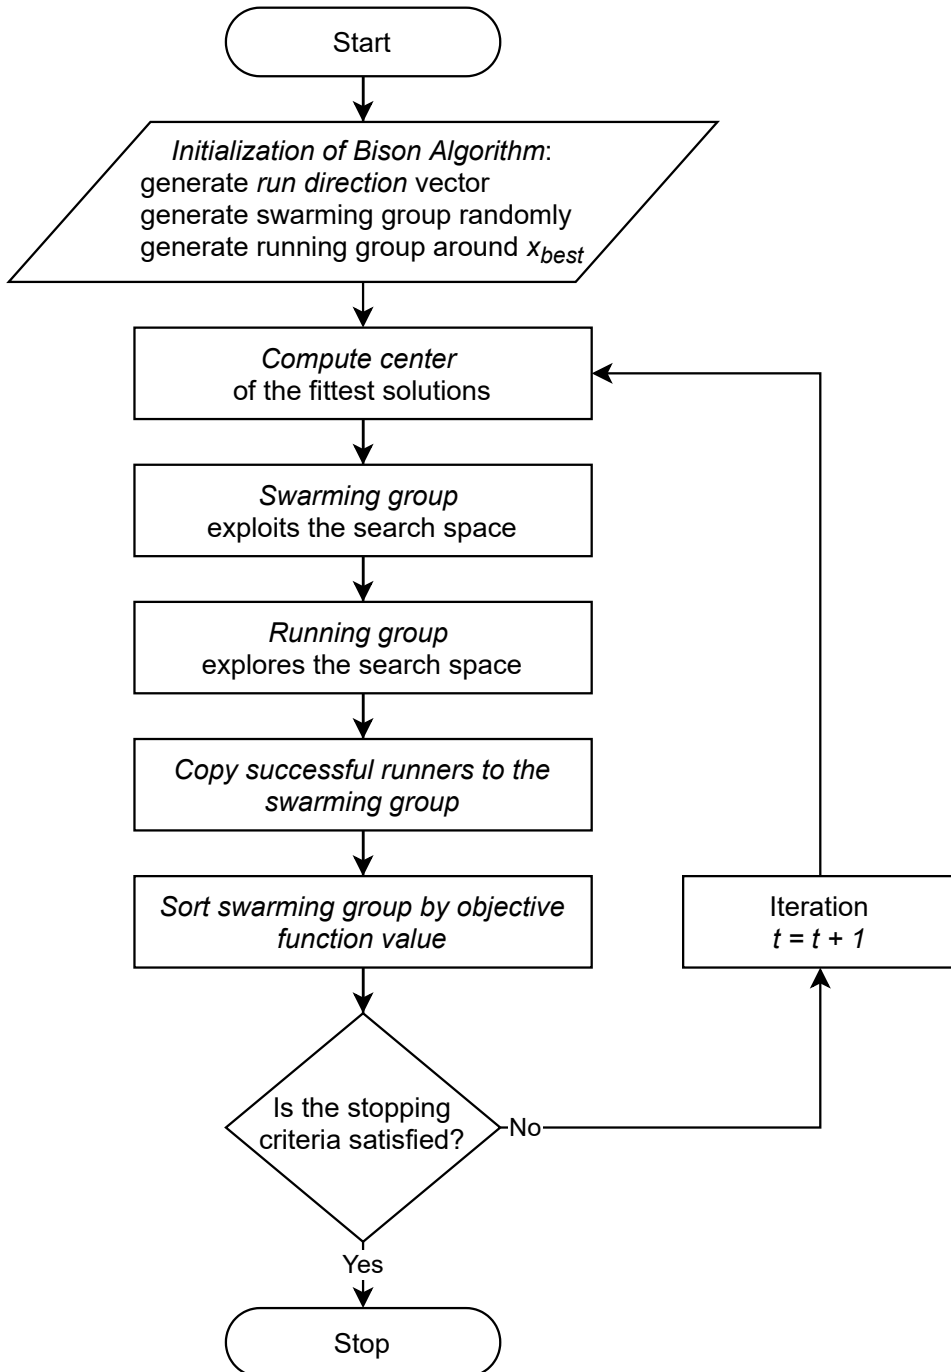 Start
Initialization of Bison Algorithm:
generate run direction vector
generate swarming group randomly
generate running group around x_best
Compute center
of the fittest solutions
Swarming group
exploits the search space
Running group
explores the search space
Copy successful runners to the
swarming group
Sort swarming group by objective
function value
Iteration
t = t + 1
Is the stopping
criteria satisfied?
No
Yes
Stop